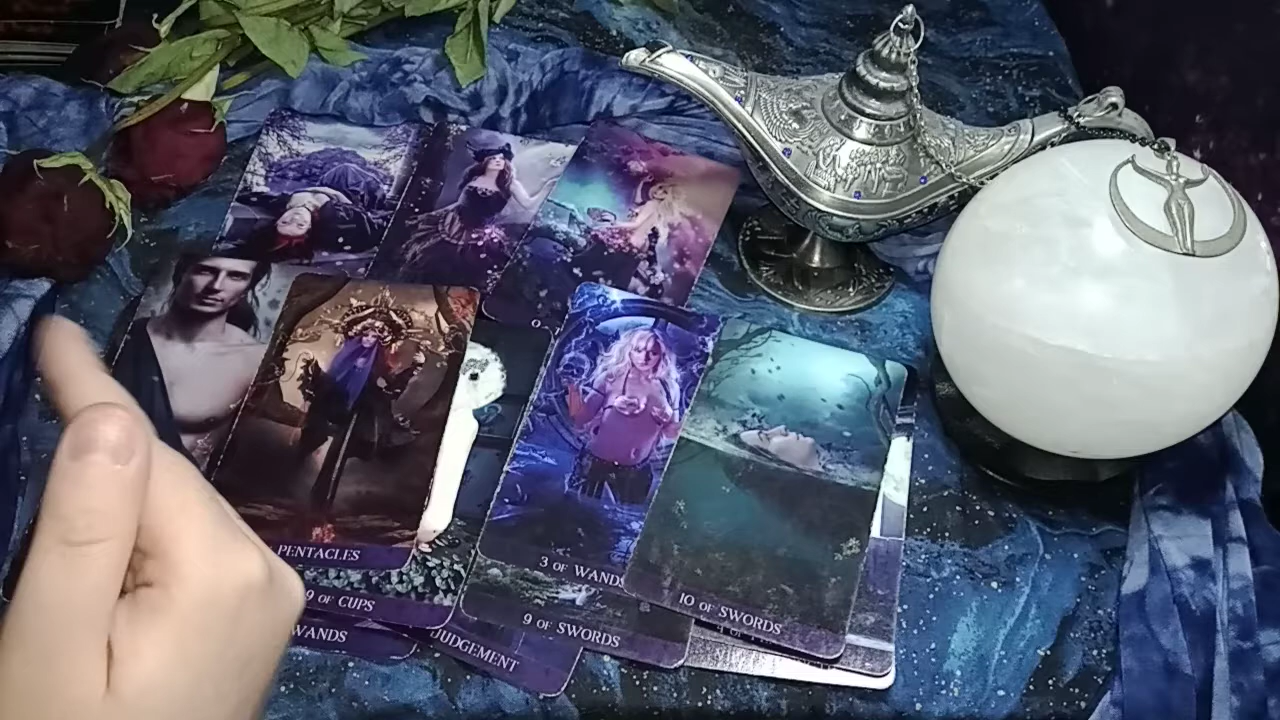 PENTACLES
9 OF CUPS
WANDS
JUDGEMENT
3 OF WANDS
9 OF SWORDS
10 OF SWORDS